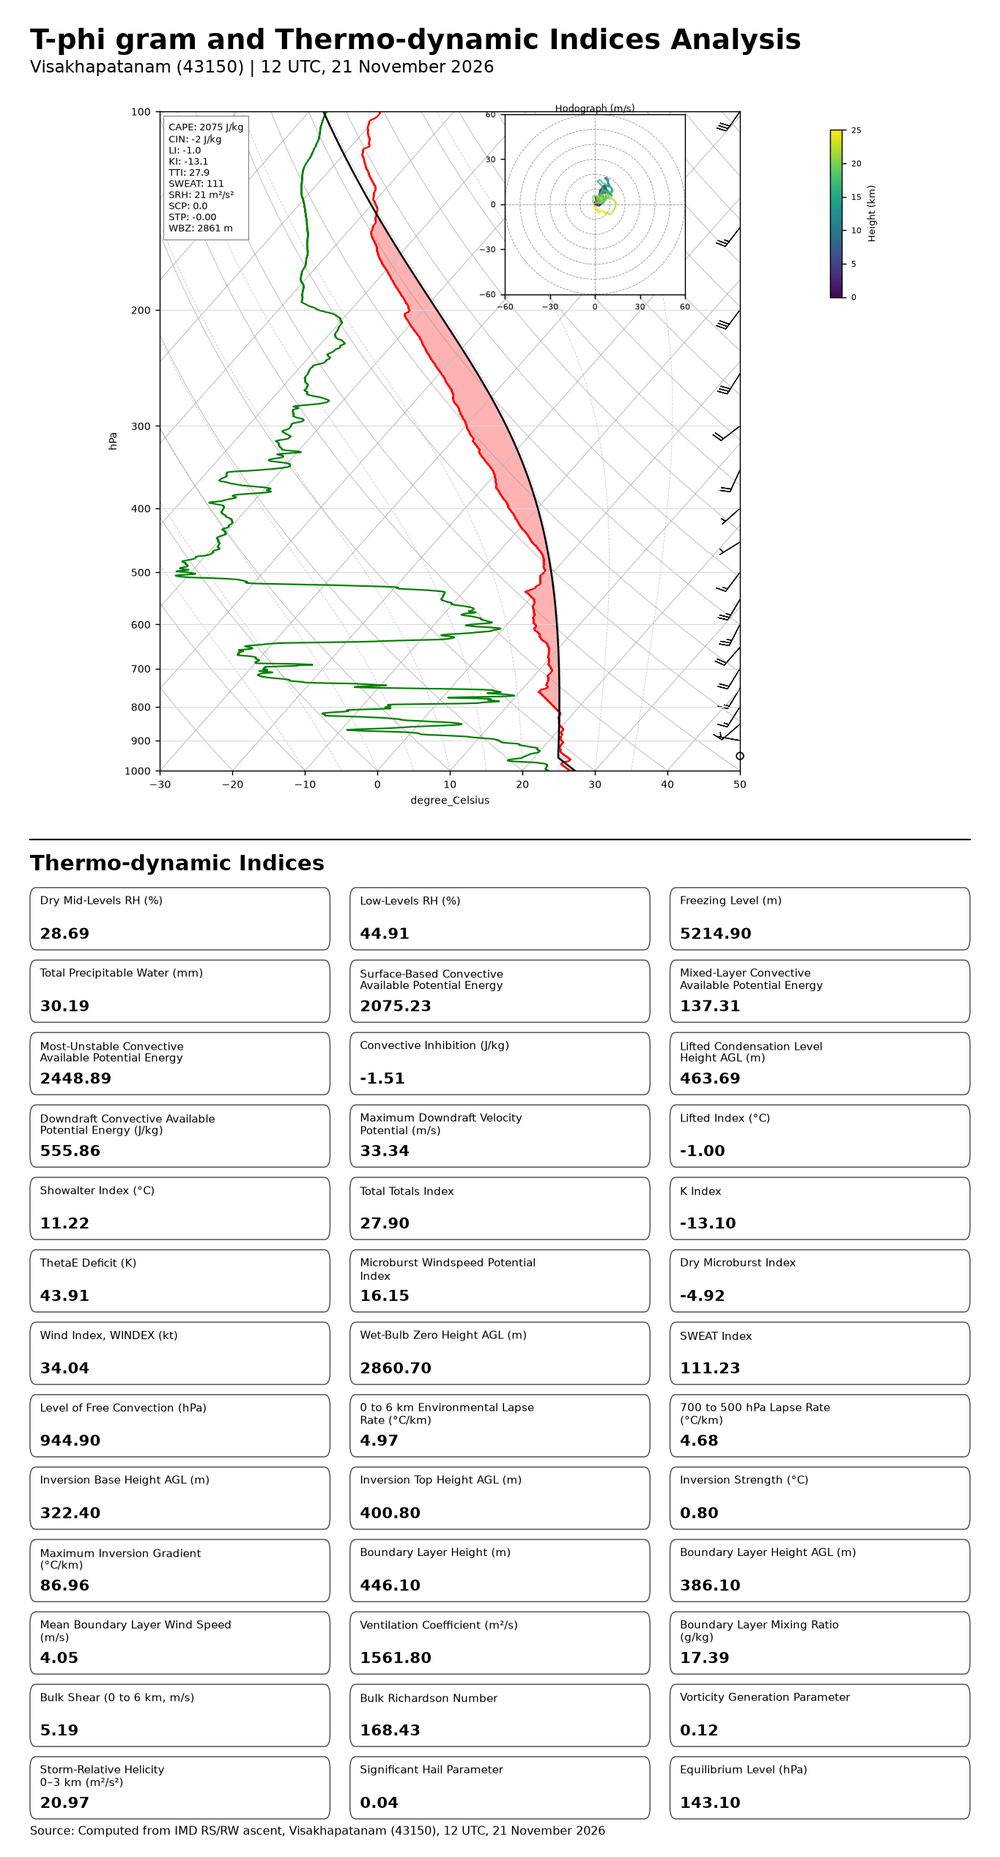 T-phi gram and Thermo-dynamic Indices Analysis
Visakhapatanam (43150) | 12 UTC, 21 November 2026
Hodograph (m/s)
CAPE: 2075 J/kg
CIN: -2 J/kg
LI: -1.0
KI: -13.1
TTI: 27.9
SWEAT: 111
SRH: 21 m²/s²
SCP: 0.0
STP: -0.00
WBZ: 2861 m
60
30
0
−30
−60
−60 −30 0 30 60
25
20
15
10
5
0
Height (km)
100
200
300
400
500
600
700
800
900
1000
hPa
−30 −20 −10 0 10 20 30 40 50
degree_Celsius
Thermo-dynamic Indices
Dry Mid-Levels RH (%)
28.69
Low-Levels RH (%)
44.91
Freezing Level (m)
5214.90
Total Precipitable Water (mm)
30.19
Surface-Based Convective
Available Potential Energy
2075.23
Mixed-Layer Convective
Available Potential Energy
137.31
Most-Unstable Convective
Available Potential Energy
2448.89
Convective Inhibition (J/kg)
-1.51
Lifted Condensation Level
Height AGL (m)
463.69
Downdraft Convective Available
Potential Energy (J/kg)
555.86
Maximum Downdraft Velocity
Potential (m/s)
33.34
Lifted Index (°C)
-1.00
Showalter Index (°C)
11.22
Total Totals Index
27.90
K Index
-13.10
ThetaE Deficit (K)
43.91
Microburst Windspeed Potential
Index
16.15
Dry Microburst Index
-4.92
Wind Index, WINDEX (kt)
34.04
Wet-Bulb Zero Height AGL (m)
2860.70
SWEAT Index
111.23
Level of Free Convection (hPa)
944.90
0 to 6 km Environmental Lapse
Rate (°C/km)
4.97
700 to 500 hPa Lapse Rate
(°C/km)
4.68
Inversion Base Height AGL (m)
322.40
Inversion Top Height AGL (m)
400.80
Inversion Strength (°C)
0.80
Maximum Inversion Gradient
(°C/km)
86.96
Boundary Layer Height (m)
446.10
Boundary Layer Height AGL (m)
386.10
Mean Boundary Layer Wind Speed
(m/s)
4.05
Ventilation Coefficient (m²/s)
1561.80
Boundary Layer Mixing Ratio
(g/kg)
17.39
Bulk Shear (0 to 6 km, m/s)
5.19
Bulk Richardson Number
168.43
Vorticity Generation Parameter
0.12
Storm-Relative Helicity
0–3 km (m²/s²)
20.97
Significant Hail Parameter
0.04
Equilibrium Level (hPa)
143.10
Source: Computed from IMD RS/RW ascent, Visakhapatanam (43150), 12 UTC, 21 November 2026